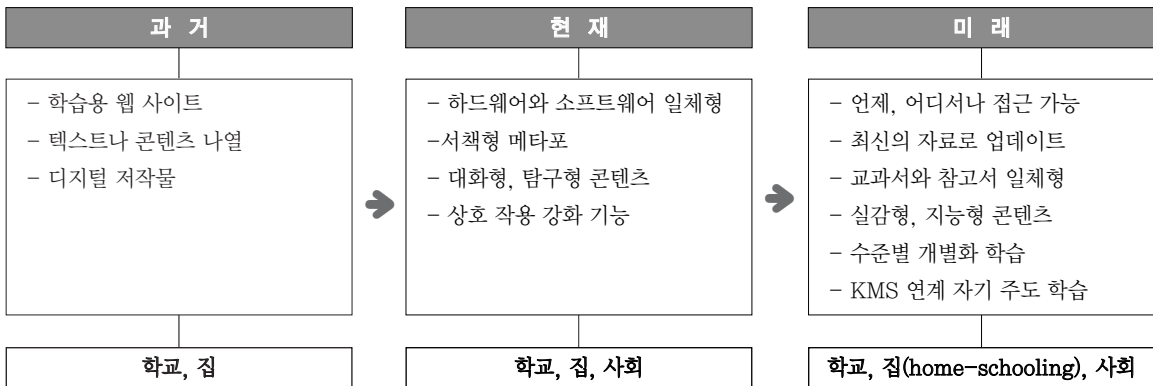 과 거
- 학습용 웹 사이트
- 텍스트나 콘텐츠 나열
- 디지털 저작물
학교, 집
현 재
- 하드웨어와 소프트웨어 일체형
-서책형 메타포
- 대화형, 탐구형 콘텐츠
- 상호 작용 강화 기능
학교, 집, 사회
미 래
- 언제, 어디서나 접근 가능
- 최신의 자료로 업데이트
- 교과서와 참고서 일체형
- 실감형, 지능형 콘텐츠
- 수준별 개별화 학습
- KMS 연계 자기 주도 학습
학교, 집(home-schooling), 사회